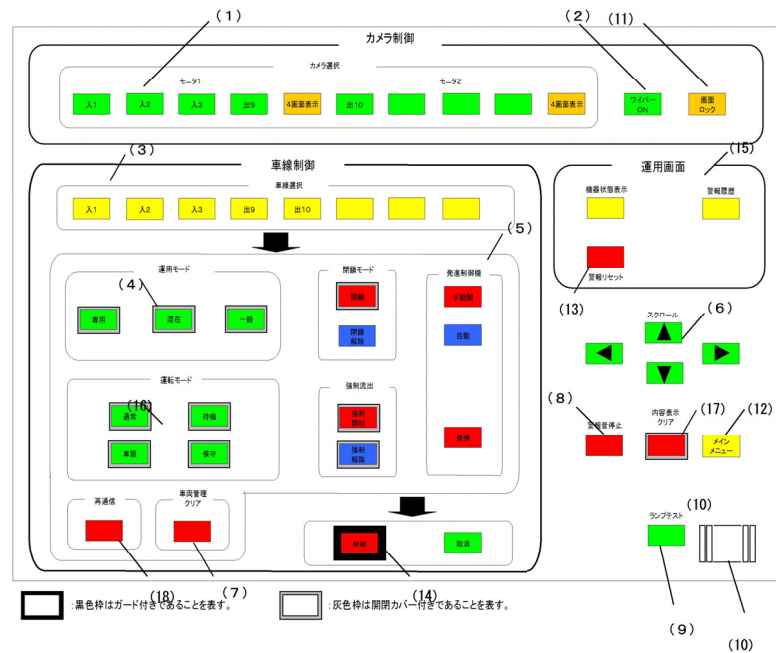 (1)
(2)
(11)
カメラ制御
カメラ選択
モータ1
モータ2
入1
入2
入3
出9
4画面表示
出10
4画面表示
ワイパー
ON
画面
ロック
(3)
車線制御
車線選択
入1
入2
入3
出9
出10
(5)
運用画面
(15)
機器状態表示
警報履歴
警報リセット
(13)
運用モード
(4)
専用
混在
一般
閉鎖モード
閉鎖
閉鎖
解除
発進制御機
手動開
自動
スクロール
(6)
運転モード
通常
(16)
待機
車限
保守
強制流出
強制
開始
強制
解除
復帰
(8)
警報音停止
内容表示
クリア
(17)
(12)
メイン
メニュー
再通信
車両管理
クリア
(18)
(7)
制御
取消
(14)
ランプテスト
(10)
(9)
(10)
:黒色枠はガード付きであることを表す。
:灰色枠は開閉カバー付きであることを表す。